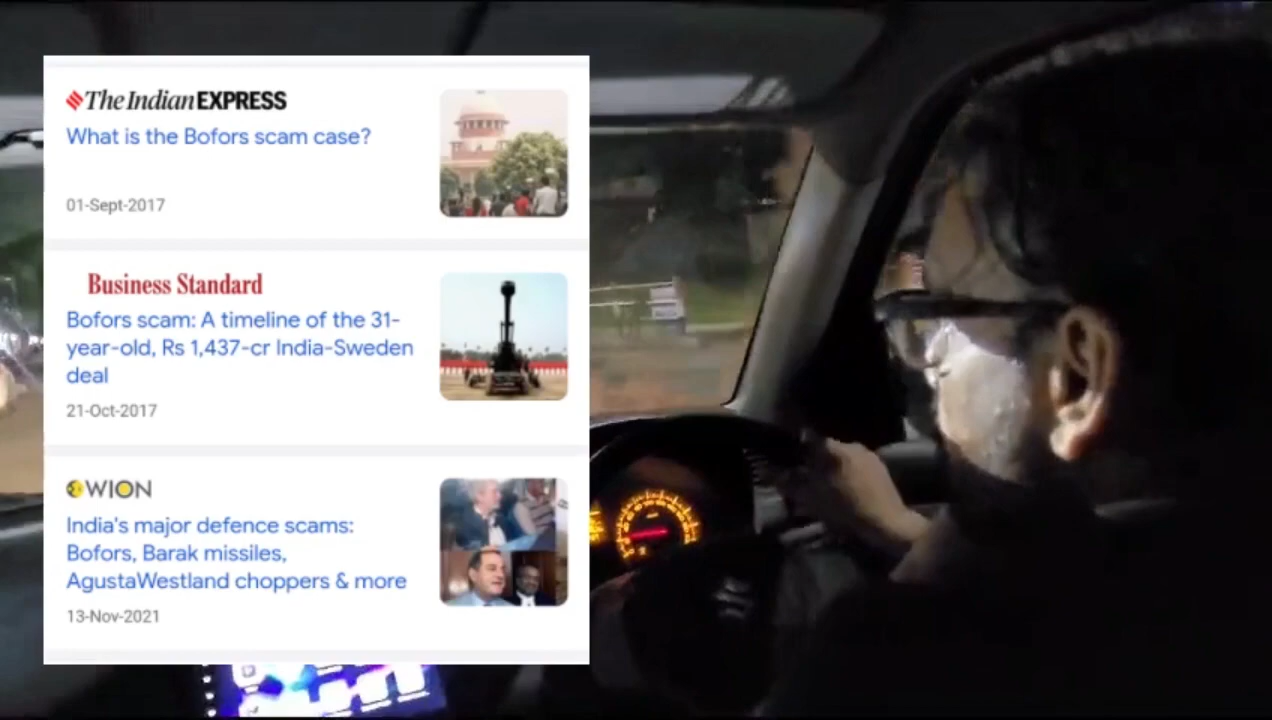 The Indian EXPRESS
What is the Bofors scam case?
01-Sept-2017
Business Standard
Bofors scam: A timeline of the 31-
year-old, Rs 1,437-cr India-Sweden
deal
21-Oct-2017
WION
India's major defence scams:
Bofors, Barak missiles,
AgustaWestland choppers & more
13-Nov-2021